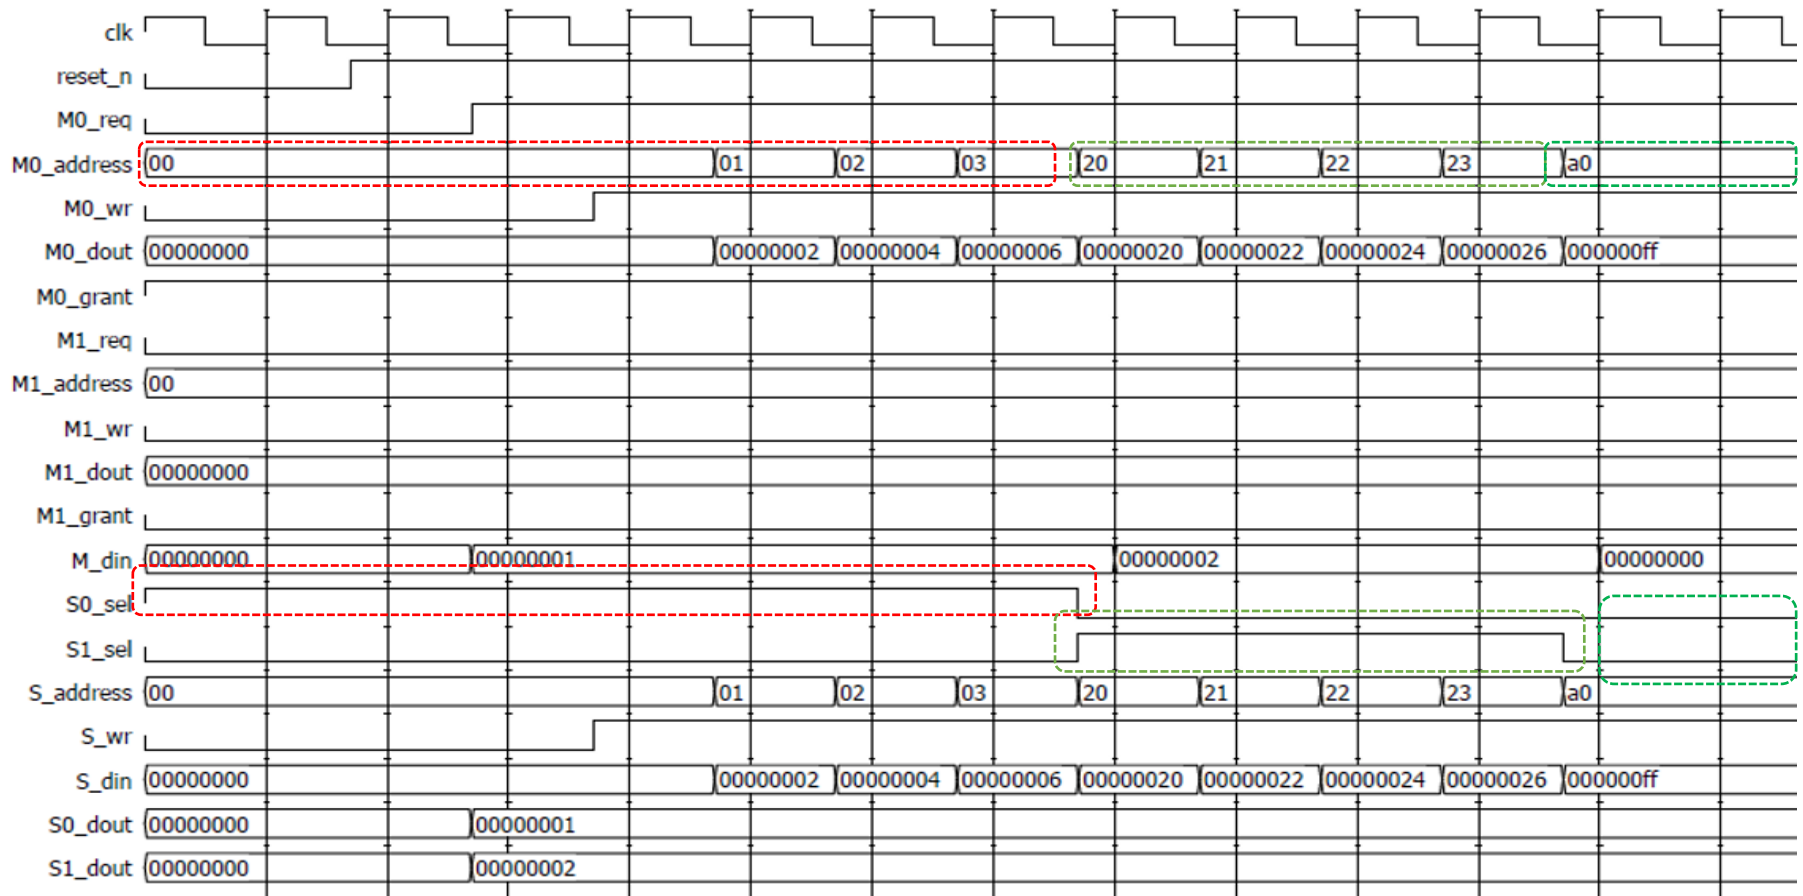 clk
reset_n
M0_req
M0_address 00 01 02 03 20 21 22 23 a0
M0_wr
M0_dout 00000000 00000002 00000004 00000006 00000020 00000022 00000024 00000026 000000ff
M0_grant
M1_req
M1_address 00
M1_wr
M1_dout 00000000
M1_grant
M_din 00000000 00000001 00000002 00000000
S0_sel
S1_sel
S_address 00 01 02 03 20 21 22 23 a0
S_wr
S_din 00000000 00000002 00000004 00000006 00000020 00000022 00000024 00000026 000000ff
S0_dout 00000000 00000001
S1_dout 00000000 00000002